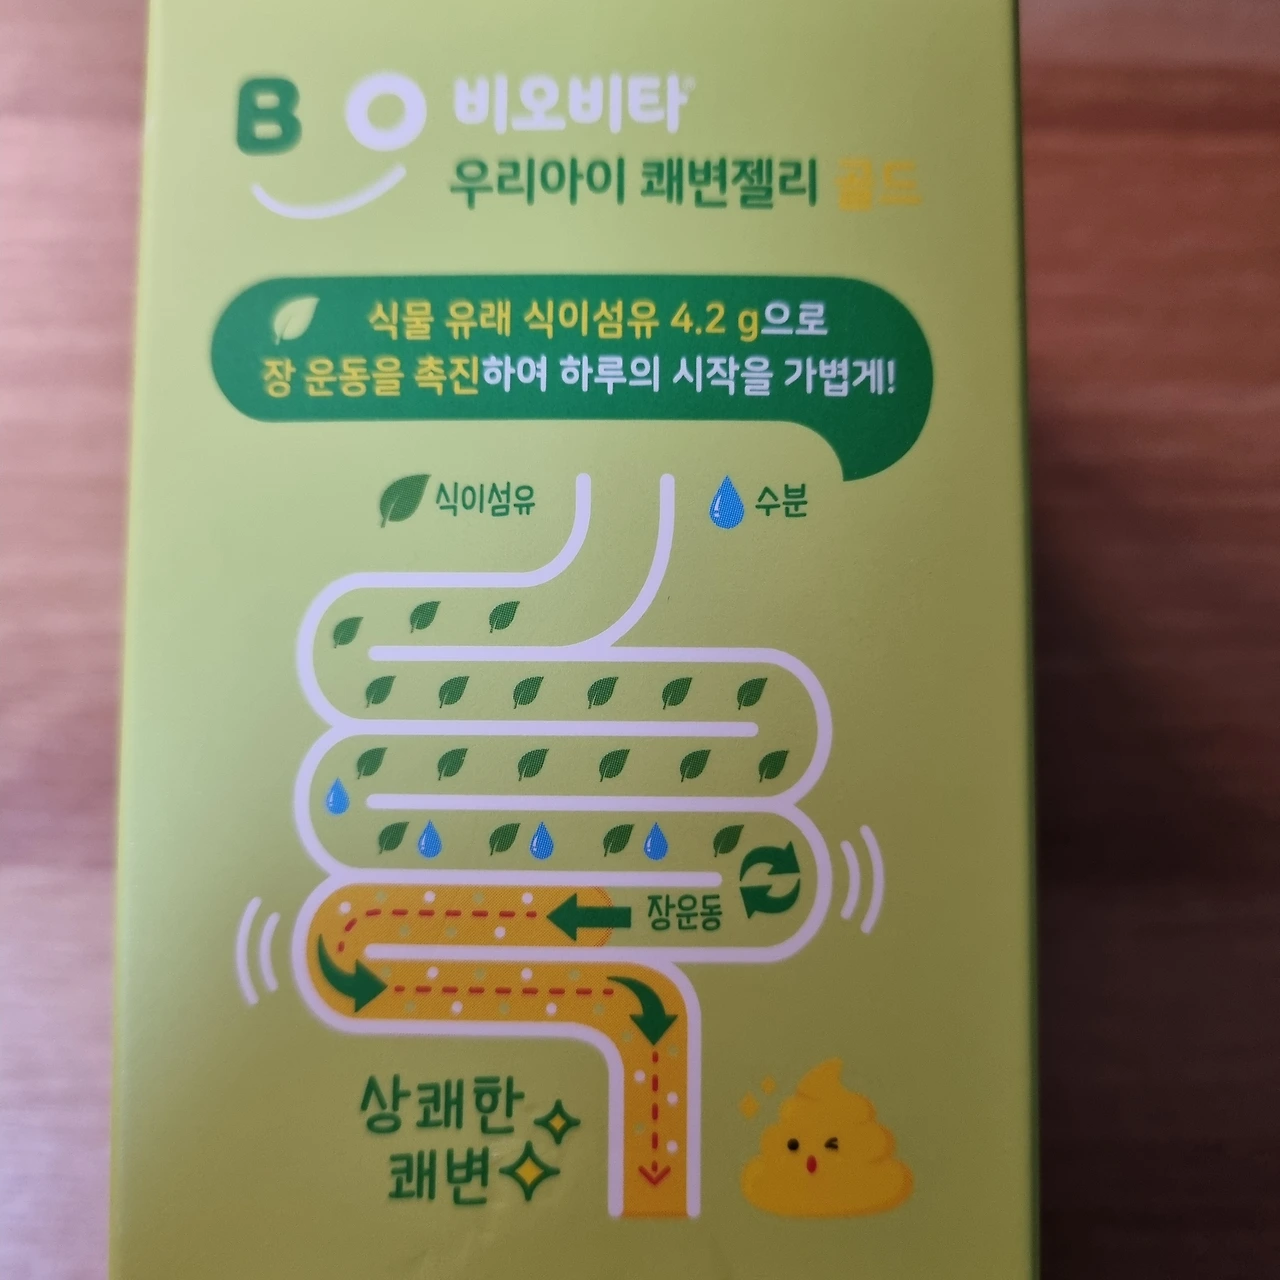 BO 비오비타
우리아이 쾌변젤리 골드
식물 유래 식이섬유 4.2 g으로
장 운동을 촉진하여 하루의 시작을 가볍게!
식이섬유
수분
장운동
상쾌한
쾌변